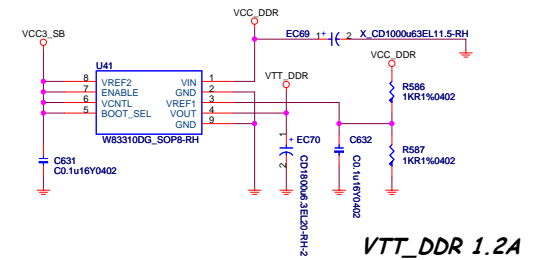 VCC_DDR
VCC3_SB
EC69
1+
2
X_CD1000u63EL11.5-RH
VCC_DDR
U41
VTT_DDR
8 VREF2 VIN 1
7 ENABLE GND 2
6 VCNTL VREF1 3
5 BOOT_SEL VOUT 4
GND 9
W83310DG_SOP8-RH
R586
1KR1%0402
C631
C0.1u16Y0402
1
+ EC70
2
CD1800u6.3EL20-RH-2
C632
C0.1u16Y0402
R587
1KR1%0402
VTT_DDR 1.2A